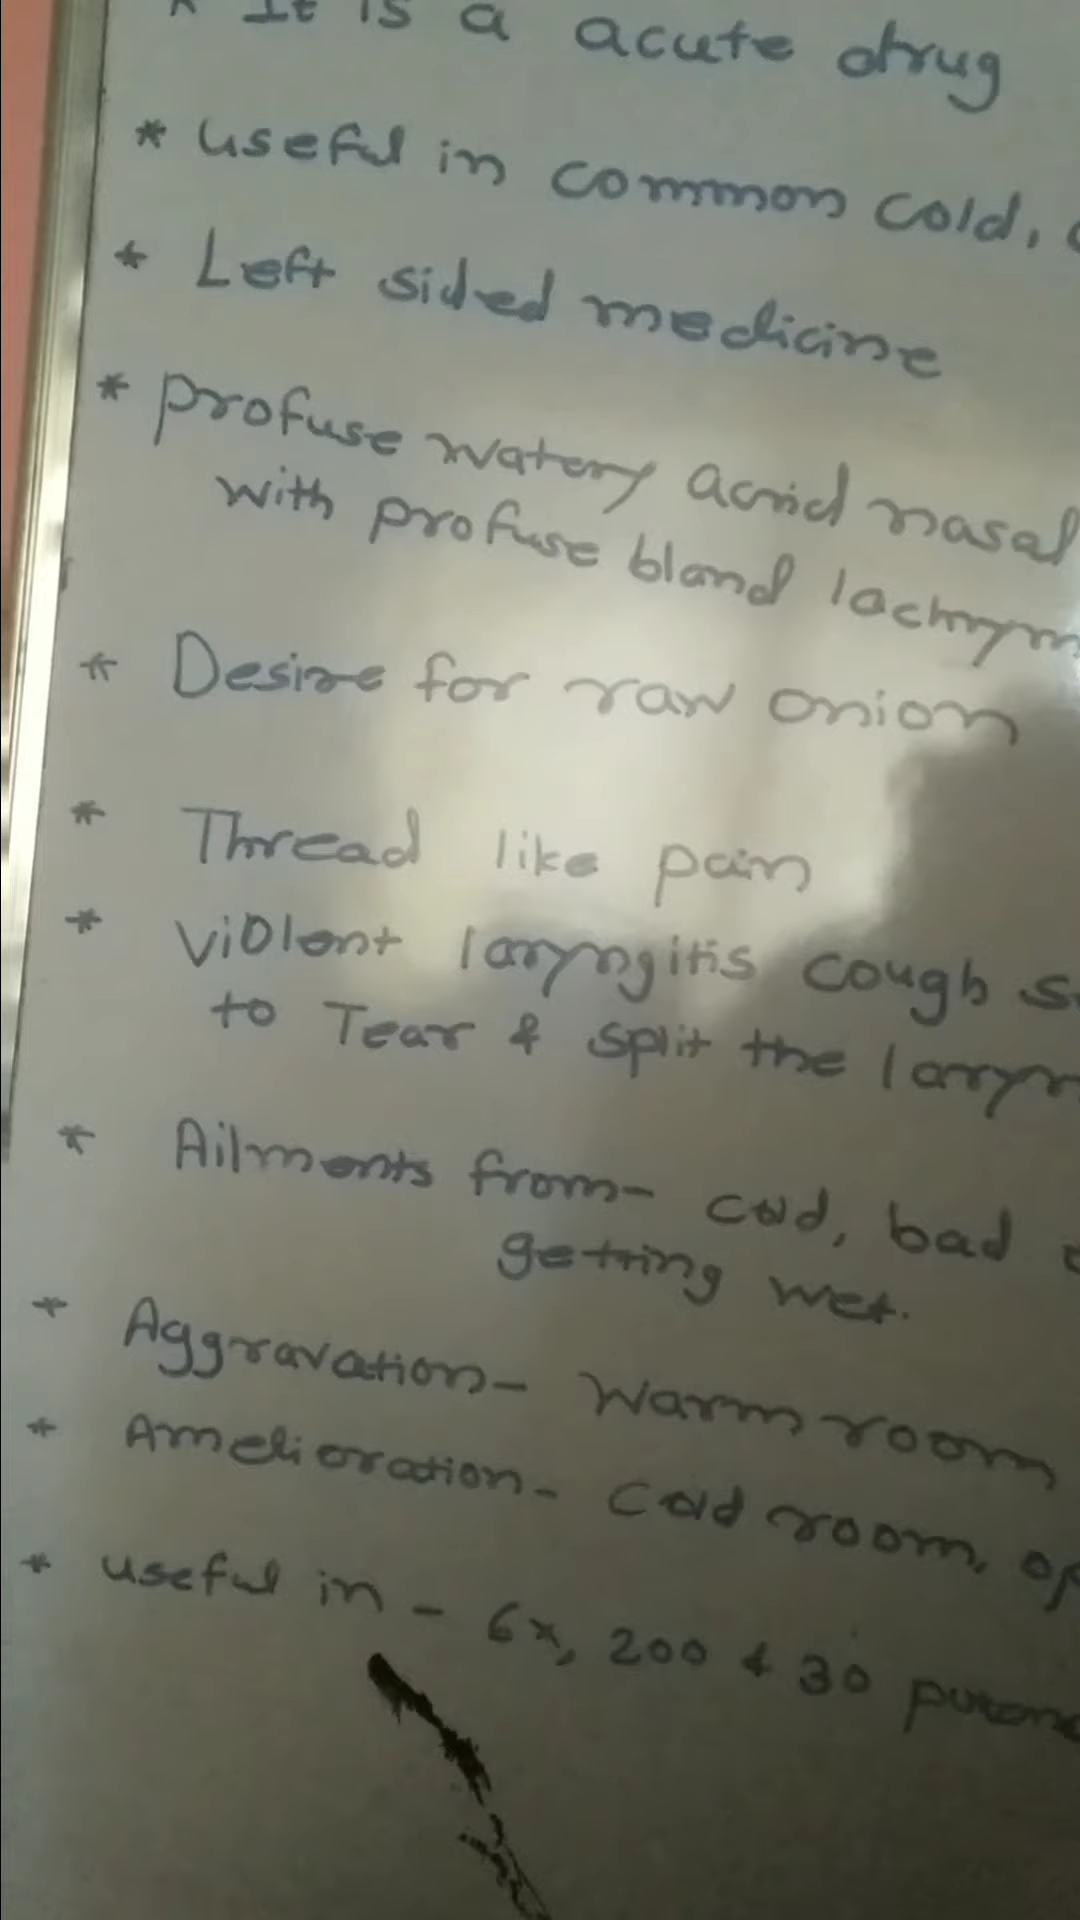 * It is a acute drug
* useful in common cold,
* Left sided medicine
* Profuse watery acrid nasal
with profuse bland lachrym
* Desire for raw onion
* Thread like pain
* Violent laryngitis cough s
to Tear & split the laryn
* Ailments from- cold, bad
getting wet.
* Aggravation- Warm room
* Amelioration- Cold room, op
* useful in - 6x, 200 & 30